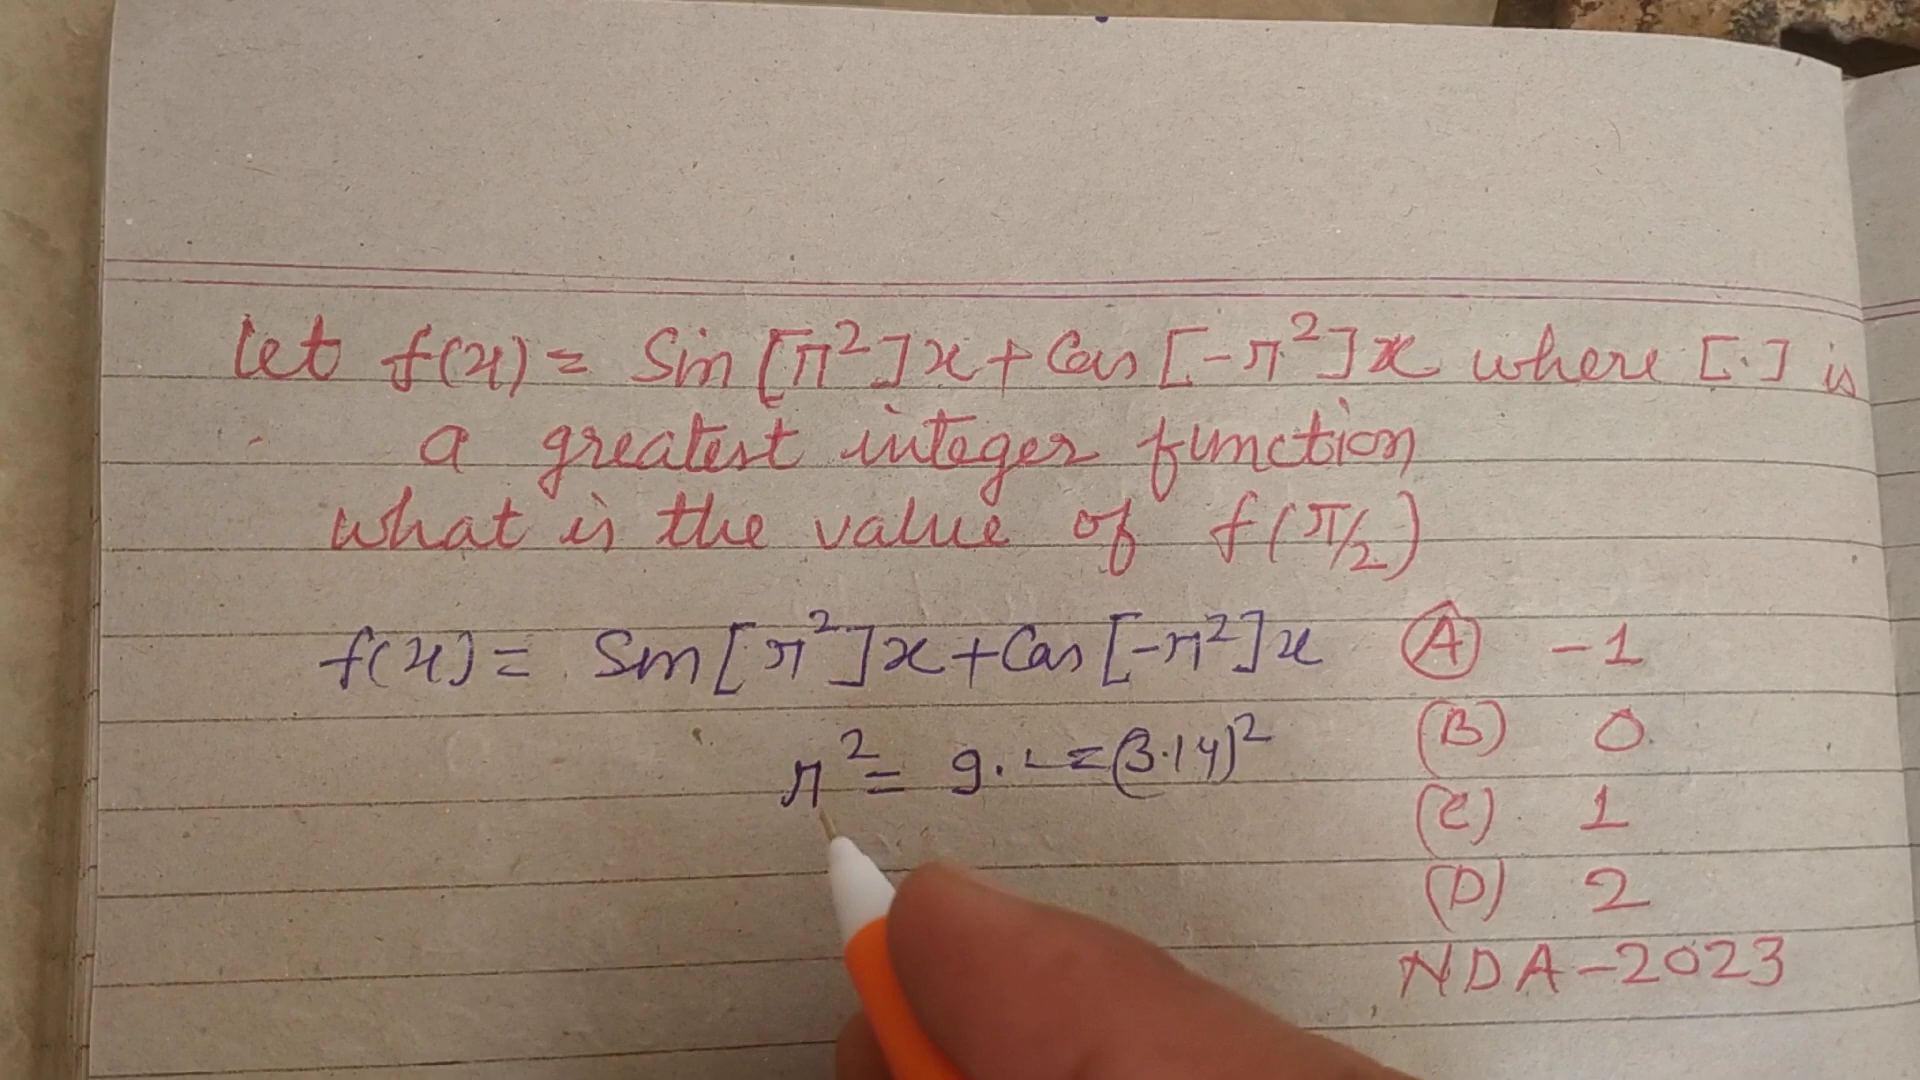 let f(x) = Sin [π²]x + Cos [-π²]x where [.] is
a greatest integer function
what is the value of f(π/2)
f(x) = Sin [π²]x + Cos [-π²]x
(A) -1
π² = 9. = (3.14)²
(B) 0
(C) 1
(D) 2
NDA-2023